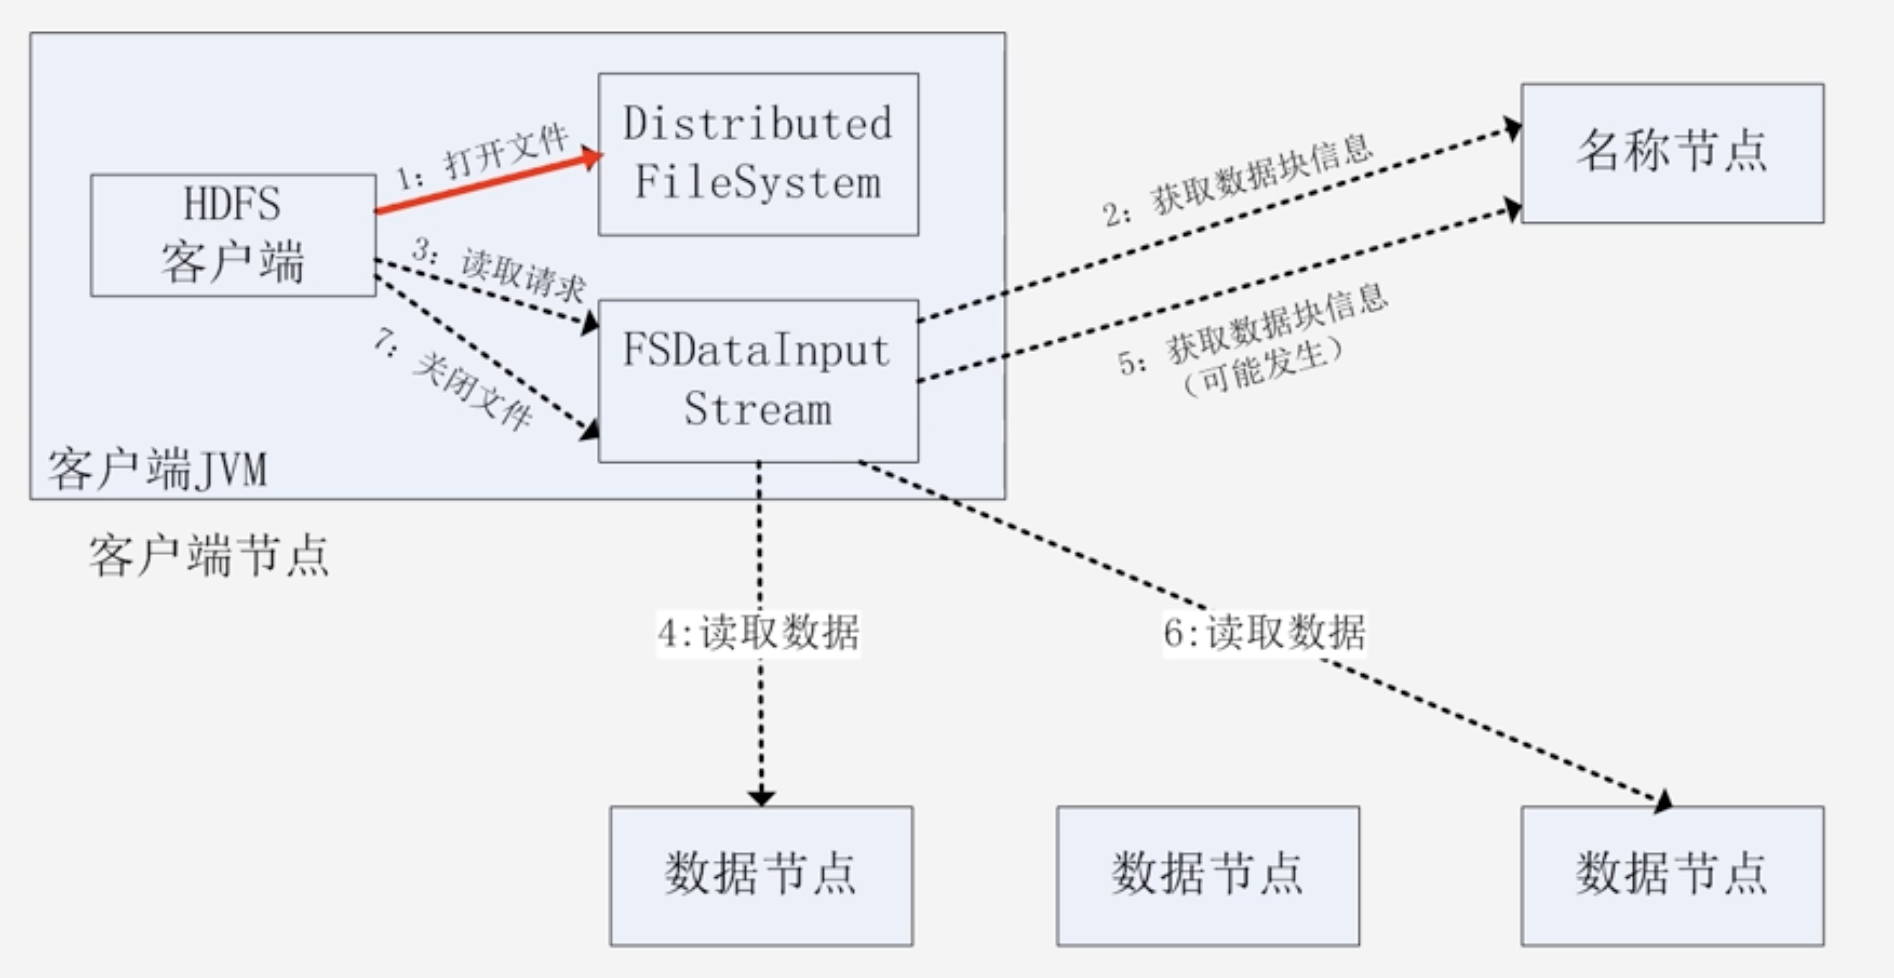 Distributed
FileSystem
1: 打开文件
HDFS
客户端
2: 获取数据块信息
名称节点
3: 读取请求
FSDataInput
Stream
7: 关闭文件
5: 获取数据块信息
（可能发生）
客户端JVM
客户端节点
4:读取数据
6:读取数据
数据节点
数据节点
数据节点